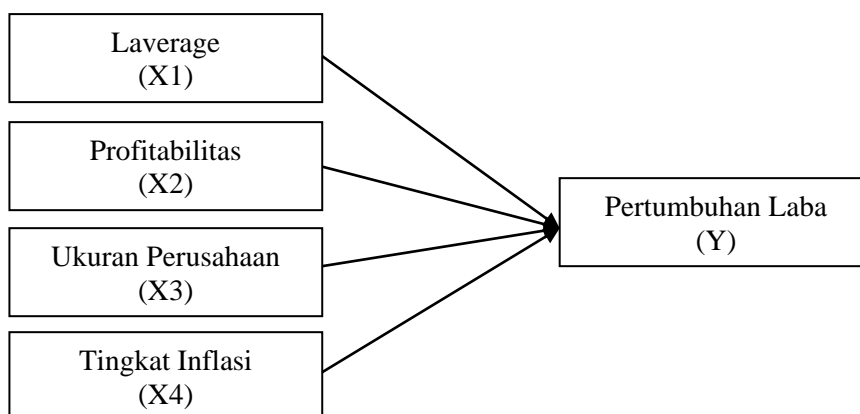 Laverage
(X1)
Profitabilitas
(X2)
Ukuran Perusahaan
(X3)
Tingkat Inflasi
(X4)
Pertumbuhan Laba
(Y)